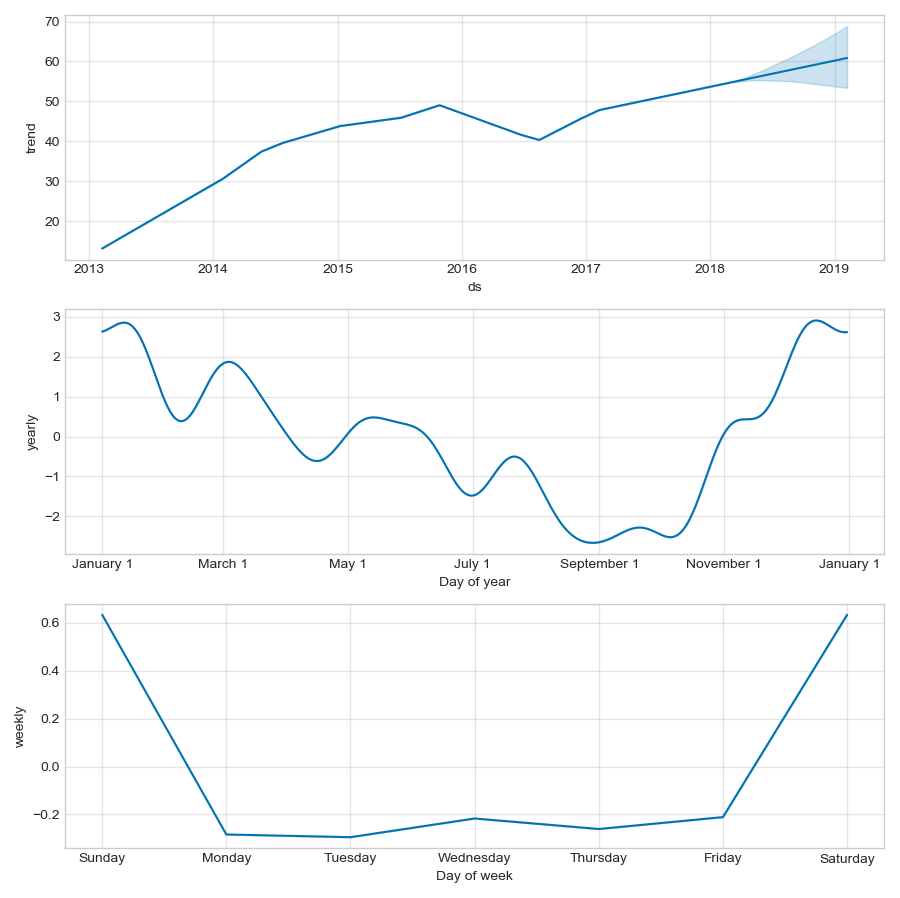 70
60
50
40
30
20
trend
2013 2014 2015 2016 2017 2018 2019
ds
3
2
1
0
−1
−2
yearly
January 1 March 1 May 1 July 1 September 1 November 1 January 1
Day of year
0.6
0.4
0.2
0.0
−0.2
weekly
Sunday Monday Tuesday Wednesday Thursday Friday Saturday
Day of week